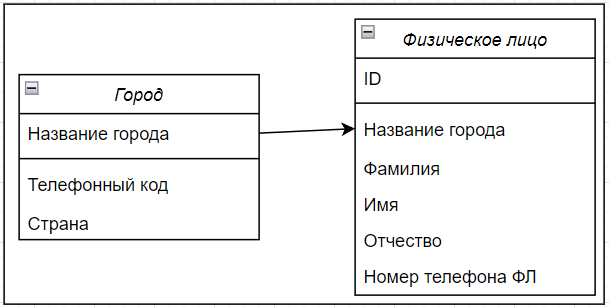 Город
Название города
Телефонный код
Страна
Физическое лицо
ID
Название города
Фамилия
Имя
Отчество
Номер телефона ФЛ